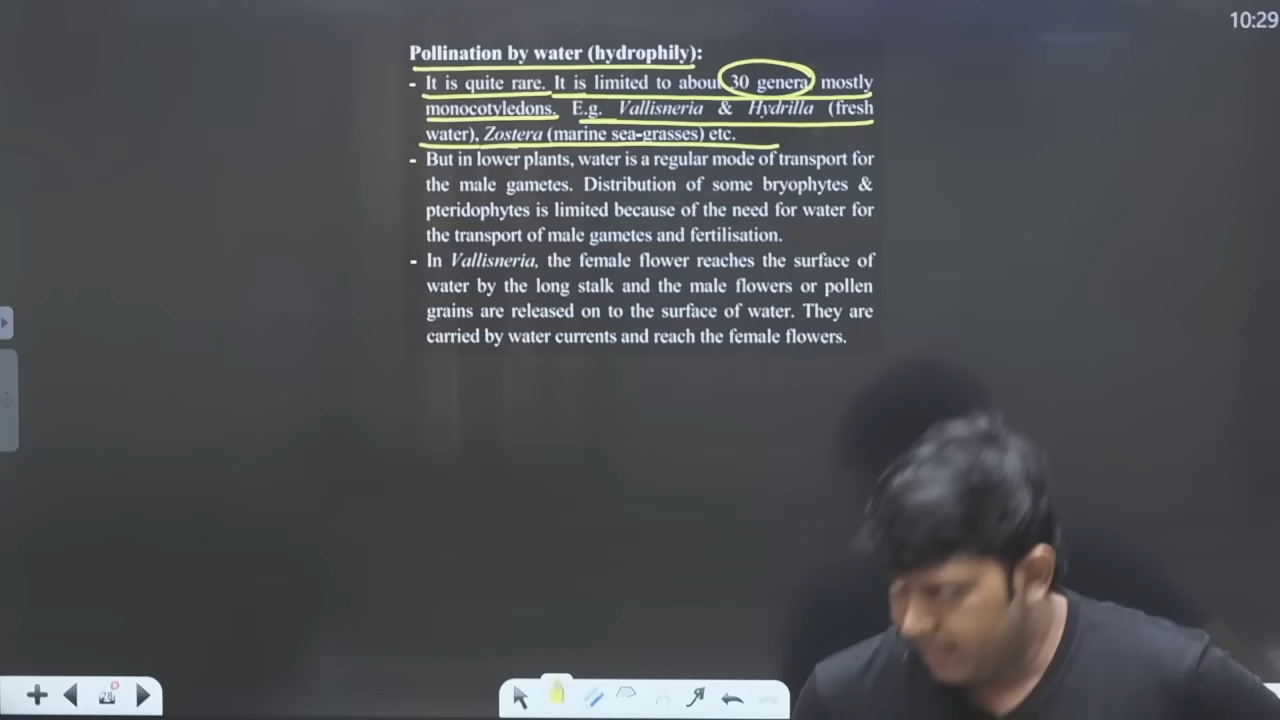 10:29
Pollination by water (hydrophily):
- It is quite rare. It is limited to about 30 genera mostly
monocotyledons. E.g. Vallisneria & Hydrilla (fresh
water), Zostera (marine sea-grasses) etc.
- But in lower plants, water is a regular mode of transport for
the male gametes. Distribution of some bryophytes &
pteridophytes is limited because of the need for water for
the transport of male gametes and fertilisation.
- In Vallisneria, the female flower reaches the surface of
water by the long stalk and the male flowers or pollen
grains are released on to the surface of water. They are
carried by water currents and reach the female flowers.